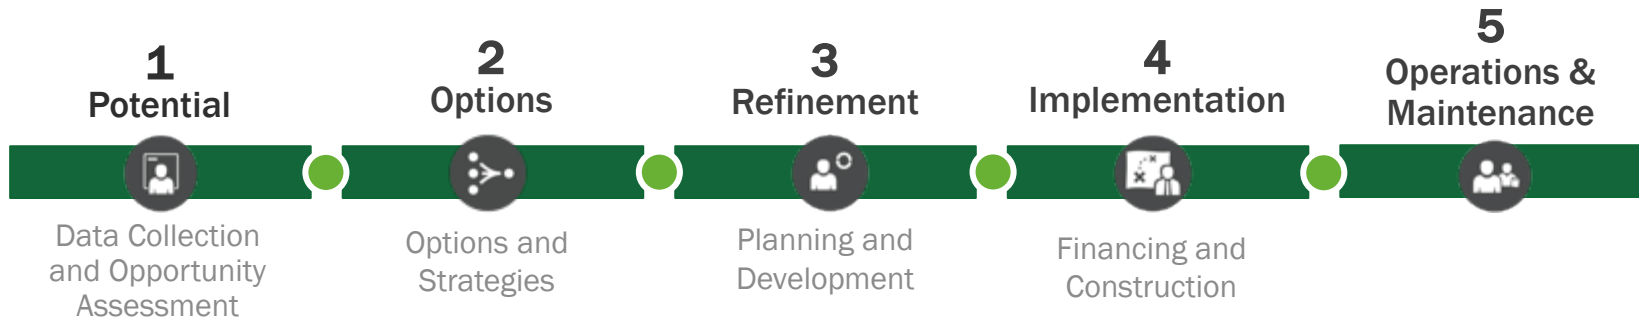 1
Potential
Data Collection
and Opportunity
Assessment
2
Options
Options and
Strategies
3
Refinement
Planning and
Development
4
Implementation
Financing and
Construction
5
Operations &
Maintenance